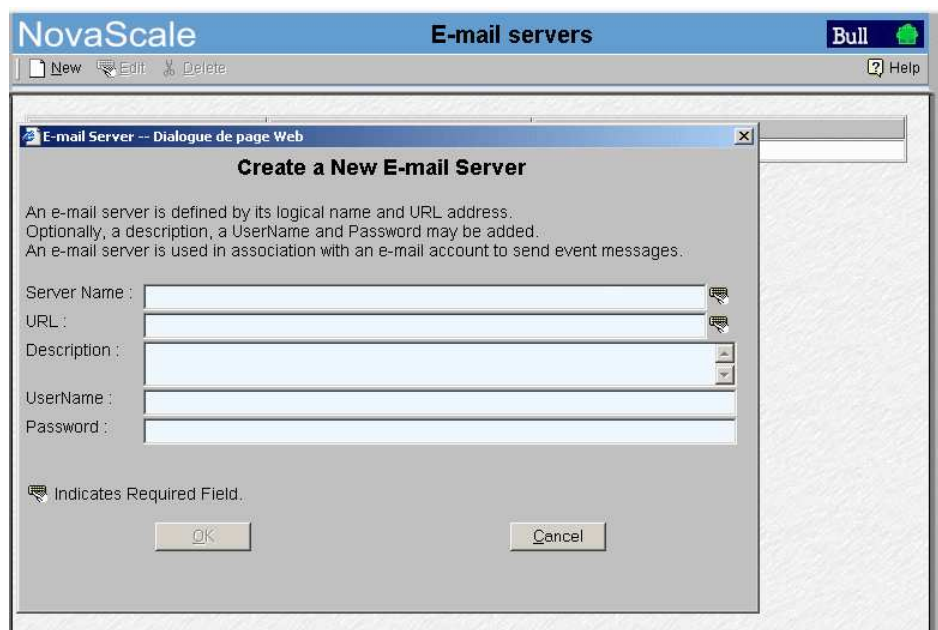 NovaScale
E-mail servers
Bull
New Edit Delete
Help
E-mail Server -- Dialogue de page Web
Create a New E-mail Server
An e-mail server is defined by its logical name and URL address.
Optionally, a description, a UserName and Password may be added.
An e-mail server is used in association with an e-mail account to send event messages.
Server Name :
URL :
Description :
UserName :
Password :
Indicates Required Field.
OK Cancel